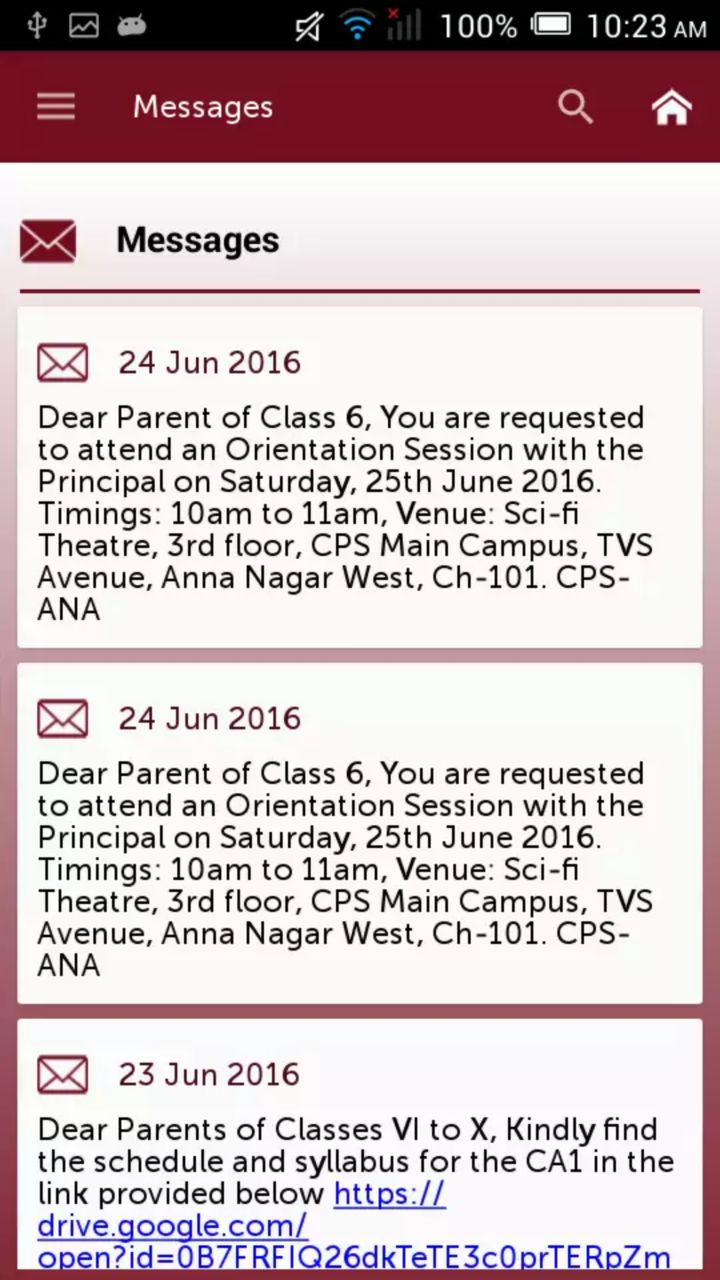 100% 10:23 AM
Messages
Messages
24 Jun 2016
Dear Parent of Class 6, You are requested
to attend an Orientation Session with the
Principal on Saturday, 25th June 2016.
Timings: 10am to 11am, Venue: Sci-fi
Theatre, 3rd floor, CPS Main Campus, TVS
Avenue, Anna Nagar West, Ch-101. CPS-
ANA
24 Jun 2016
Dear Parent of Class 6, You are requested
to attend an Orientation Session with the
Principal on Saturday, 25th June 2016.
Timings: 10am to 11am, Venue: Sci-fi
Theatre, 3rd floor, CPS Main Campus, TVS
Avenue, Anna Nagar West, Ch-101. CPS-
ANA
23 Jun 2016
Dear Parents of Classes VI to X, Kindly find
the schedule and syllabus for the CA1 in the
link provided below https://
drive.google.com/
open?id=0B7FRFIQ26dkTeTE3c0prTERpZm